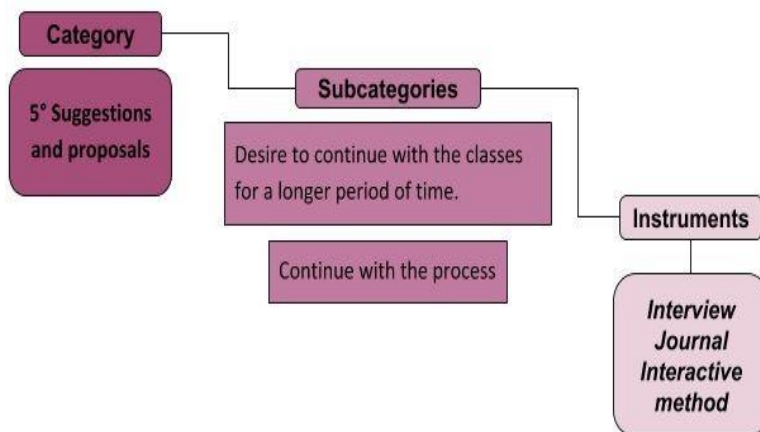 Category
5° Suggestions
and proposals
Subcategories
Desire to continue with the classes
for a longer period of time.
Continue with the process
Instruments
Interview
Journal
Interactive
method